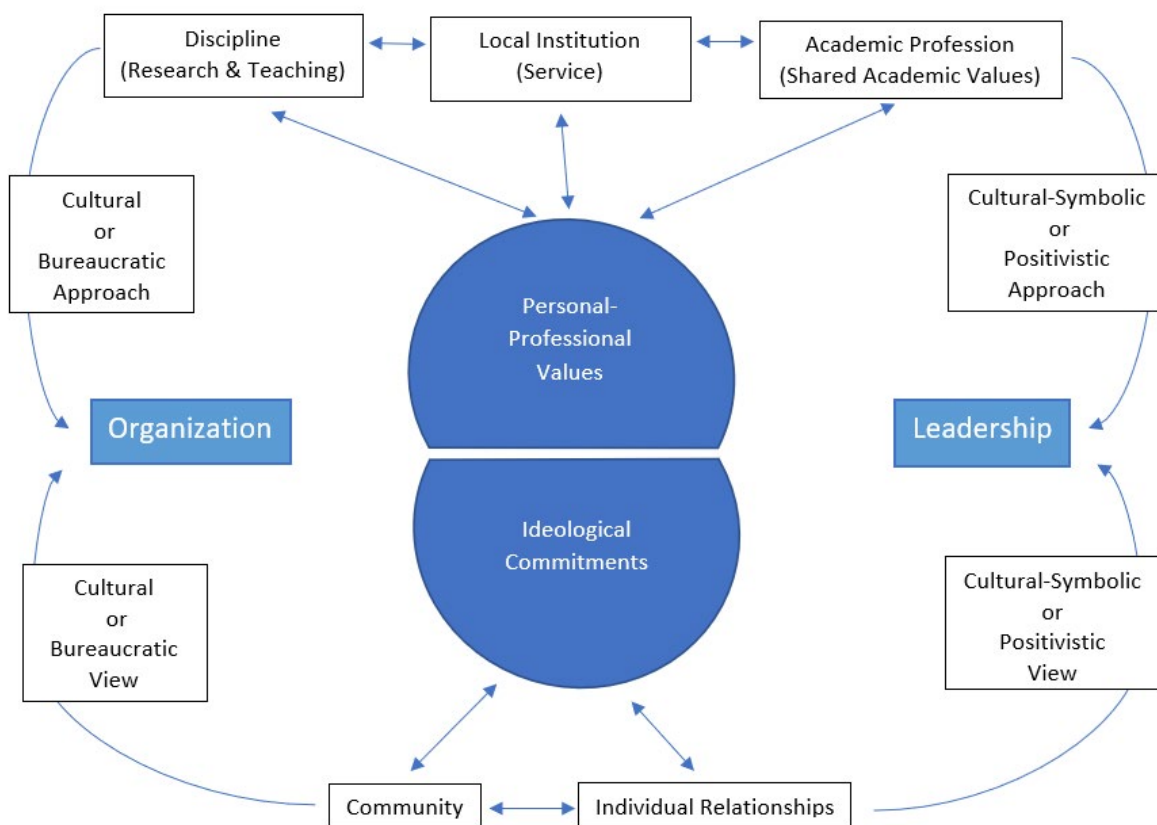 Discipline
(Research & Teaching)
Local Institution
(Service)
Academic Profession
(Shared Academic Values)
Cultural
or
Bureaucratic
Approach
Cultural-Symbolic
or
Positivistic
Approach
Personal-
Professional
Values
Organization
Leadership
Ideological
Commitments
Cultural
or
Bureaucratic
View
Cultural-Symbolic
or
Positivistic
View
Community
Individual Relationships